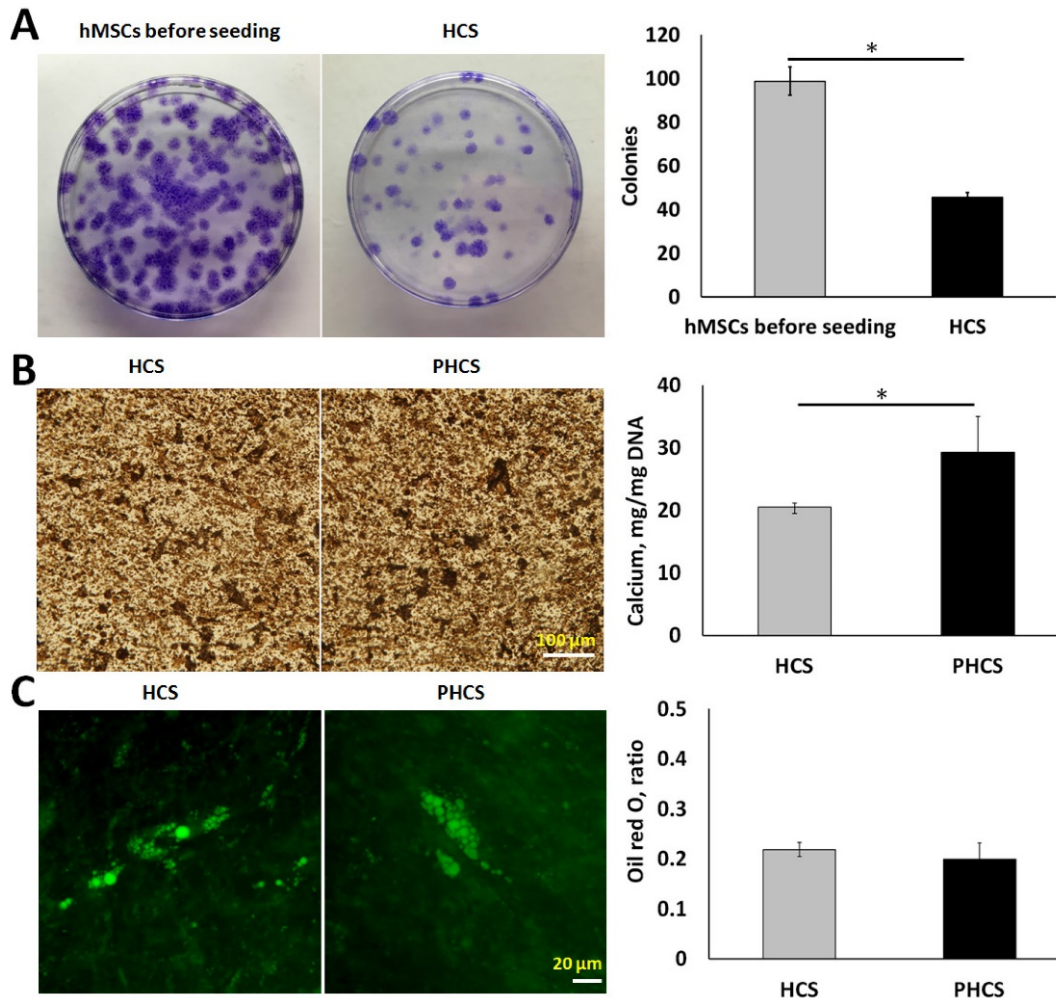 A
hMSCs before seeding
HCS
120
100
80
60
40
20
0
Colonies
*
hMSCs before seeding
HCS
B
HCS
PHCS
100 µm
40
30
20
10
0
Calcium, mg/mg DNA
*
HCS
PHCS
C
HCS
PHCS
20 µm
0.5
0.4
0.3
0.2
0.1
0
Oil red O, ratio
HCS
PHCS